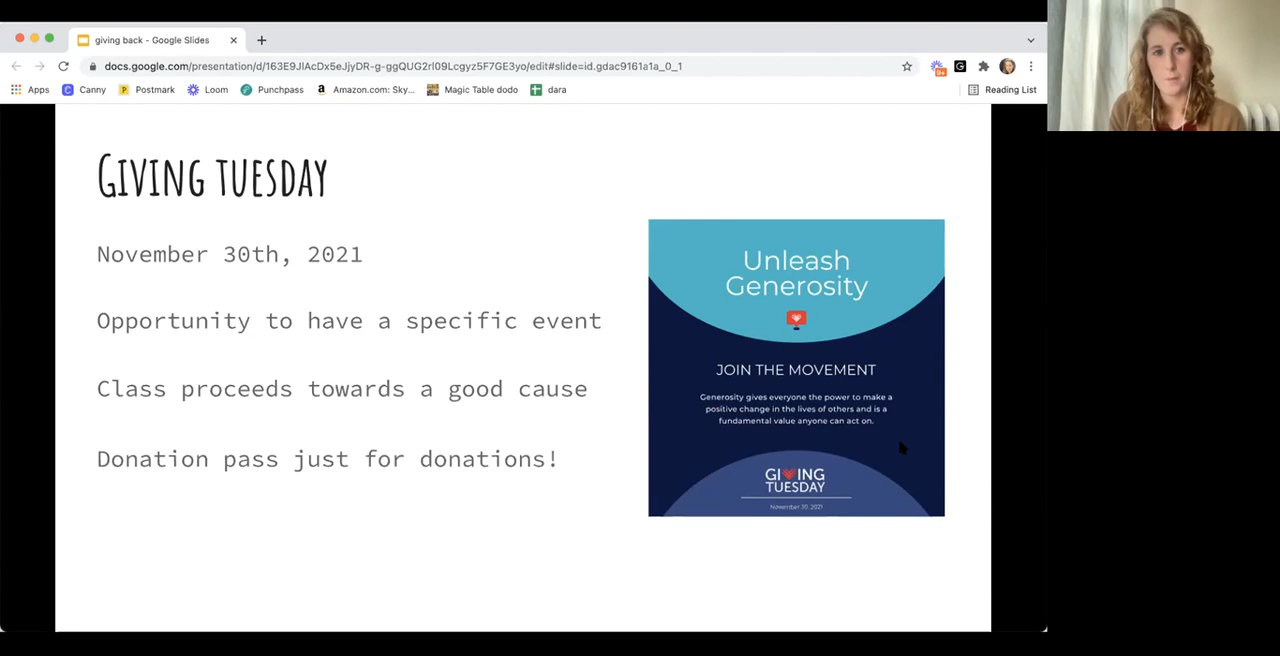 giving back - Google Slides
docs.google.com/presentation/d/163E9JlAcDx5eJjyDR-g-ggQUG2rl09Lcgyz5F7GE3yo/edit#slide=id.gdac9161a1a_0_1
9+
G
Apps
Canny
Postmark
Loom
Punchpass
Amazon.com: Sky...
Magic Table dodo
dara
Reading List
GIVING TUESDAY
November 30th, 2021
Opportunity to have a specific event
Class proceeds towards a good cause
Donation pass just for donations!
Unleash
Generosity
JOIN THE MOVEMENT
Generosity gives everyone the power to make a
positive change in the lives of others and is a
fundamental value anyone can act on.
GIVING
TUESDAY
November 30, 2021